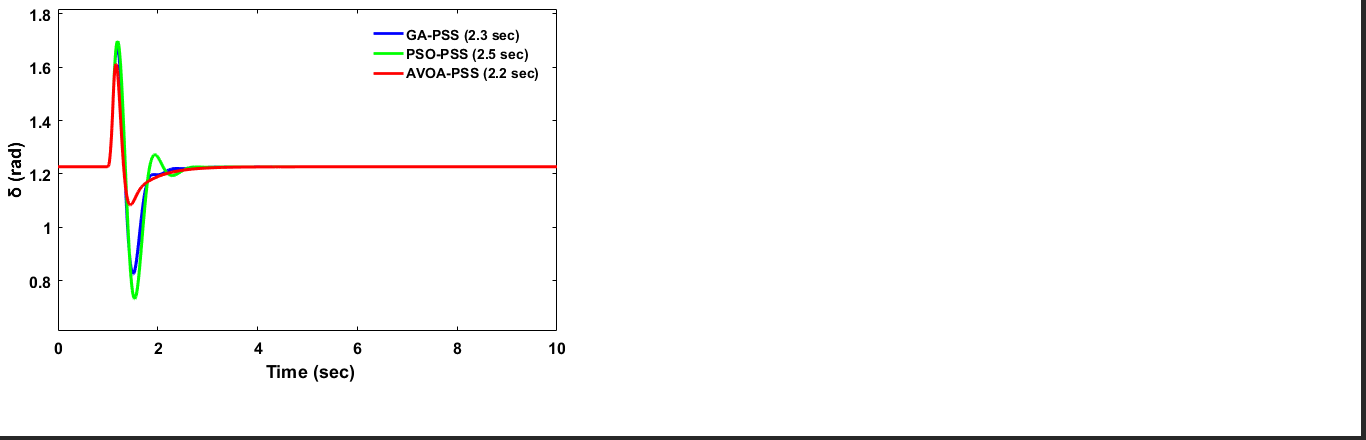 1.8
1.6
1.4
1.2
1
0.8
δ (rad)
GA-PSS (2.3 sec)
PSO-PSS (2.5 sec)
AVOA-PSS (2.2 sec)
0 2 4 6 8 10
Time (sec)